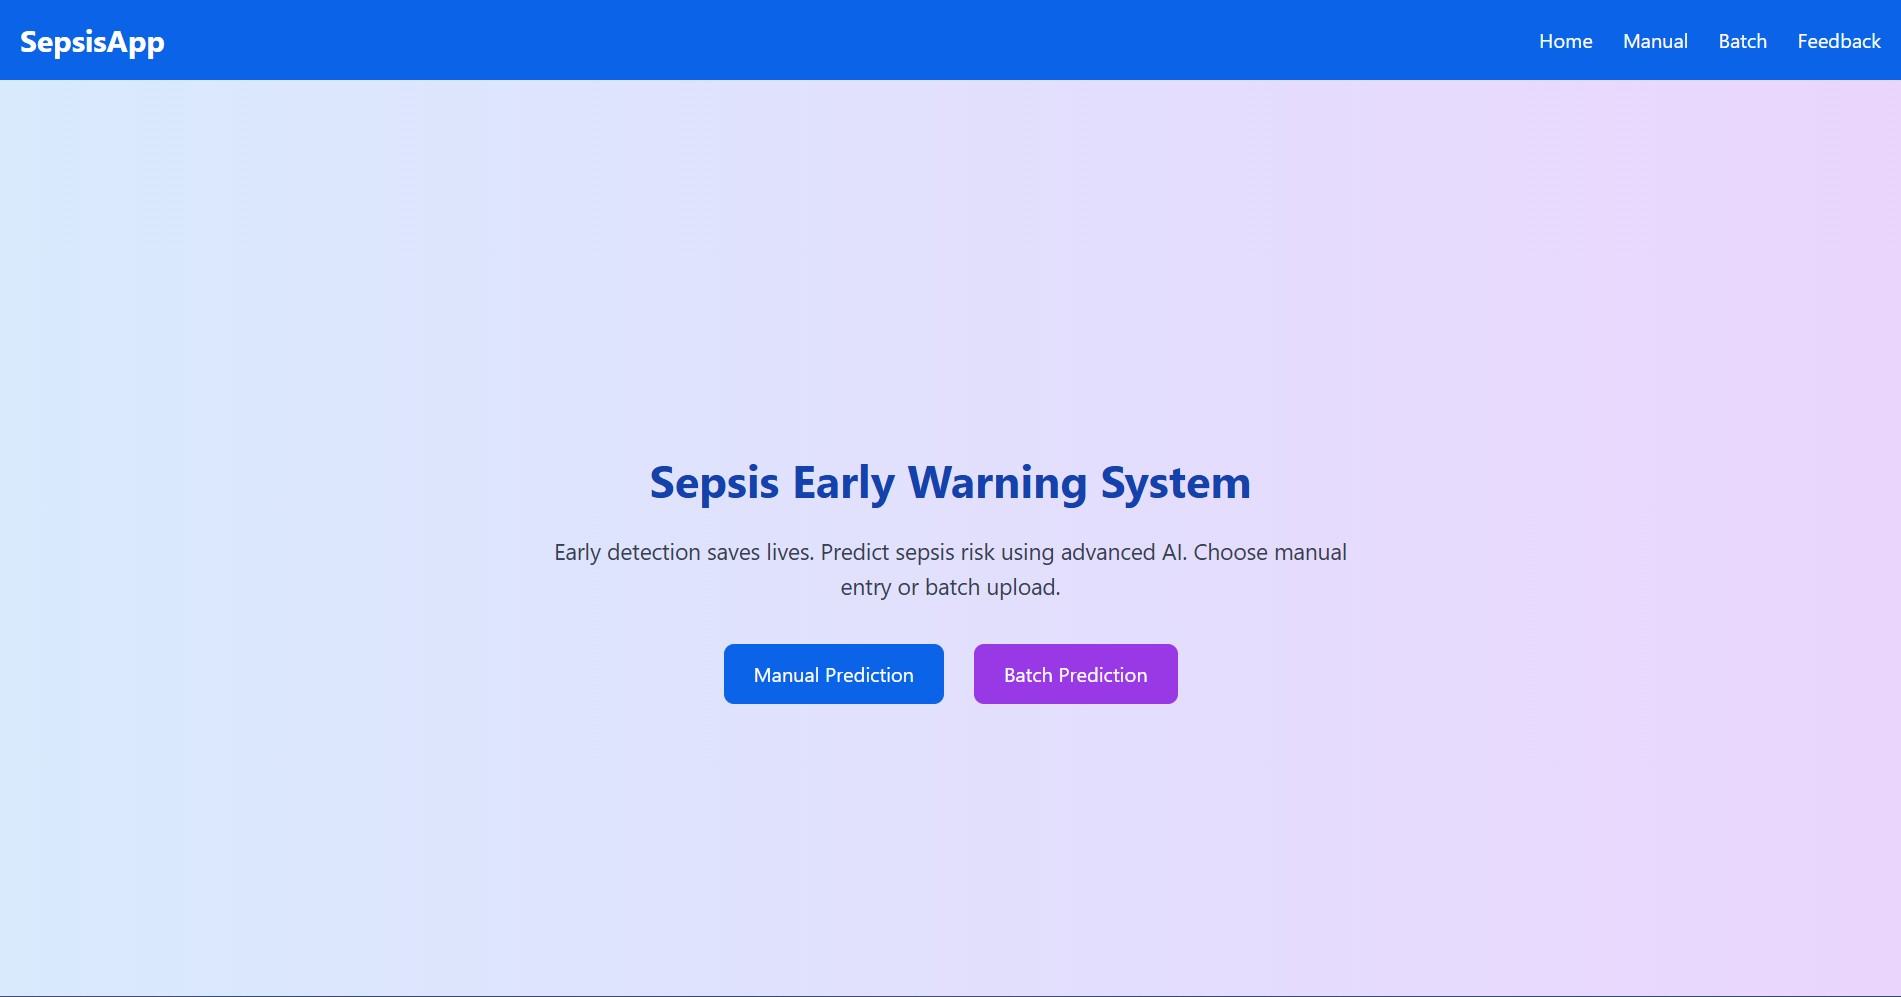 SepsisApp
Home Manual Batch Feedback
Sepsis Early Warning System
Early detection saves lives. Predict sepsis risk using advanced AI. Choose manual
entry or batch upload.
Manual Prediction
Batch Prediction